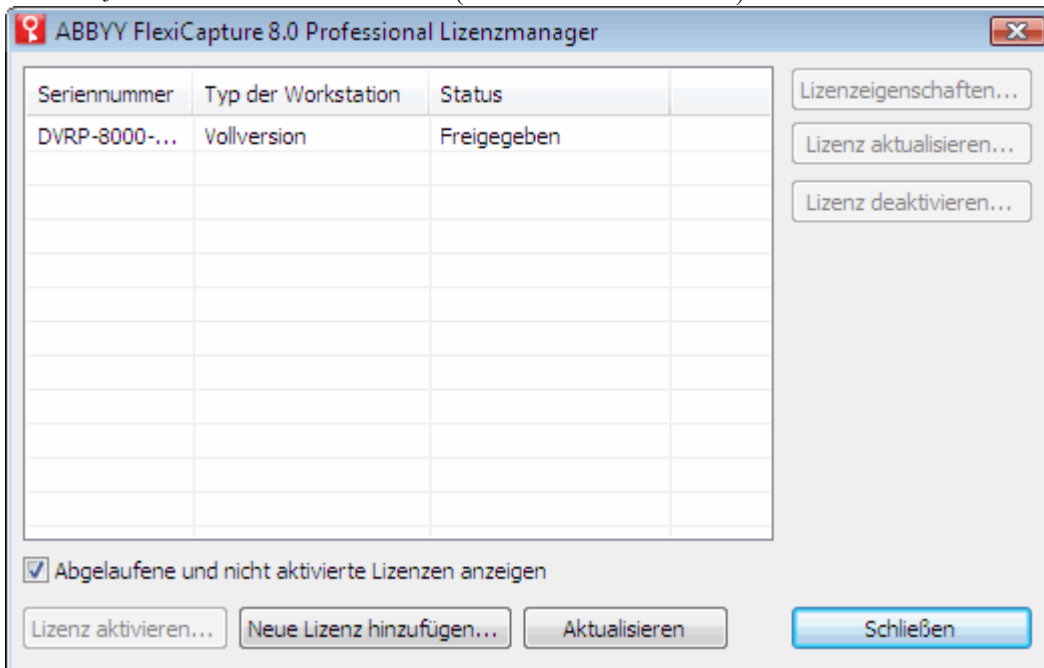 ABBYY FlexiCapture 8.0 Professional Lizenzmanager
Seriennummer Typ der Workstation Status
DVRP-8000-... Vollversion Freigegeben
Lizenzeigenschaften...
Lizenz aktualisieren...
Lizenz deaktivieren...
Abgelaufene und nicht aktivierte Lizenzen anzeigen
Lizenz aktivieren... Neue Lizenz hinzufügen... Aktualisieren Schließen